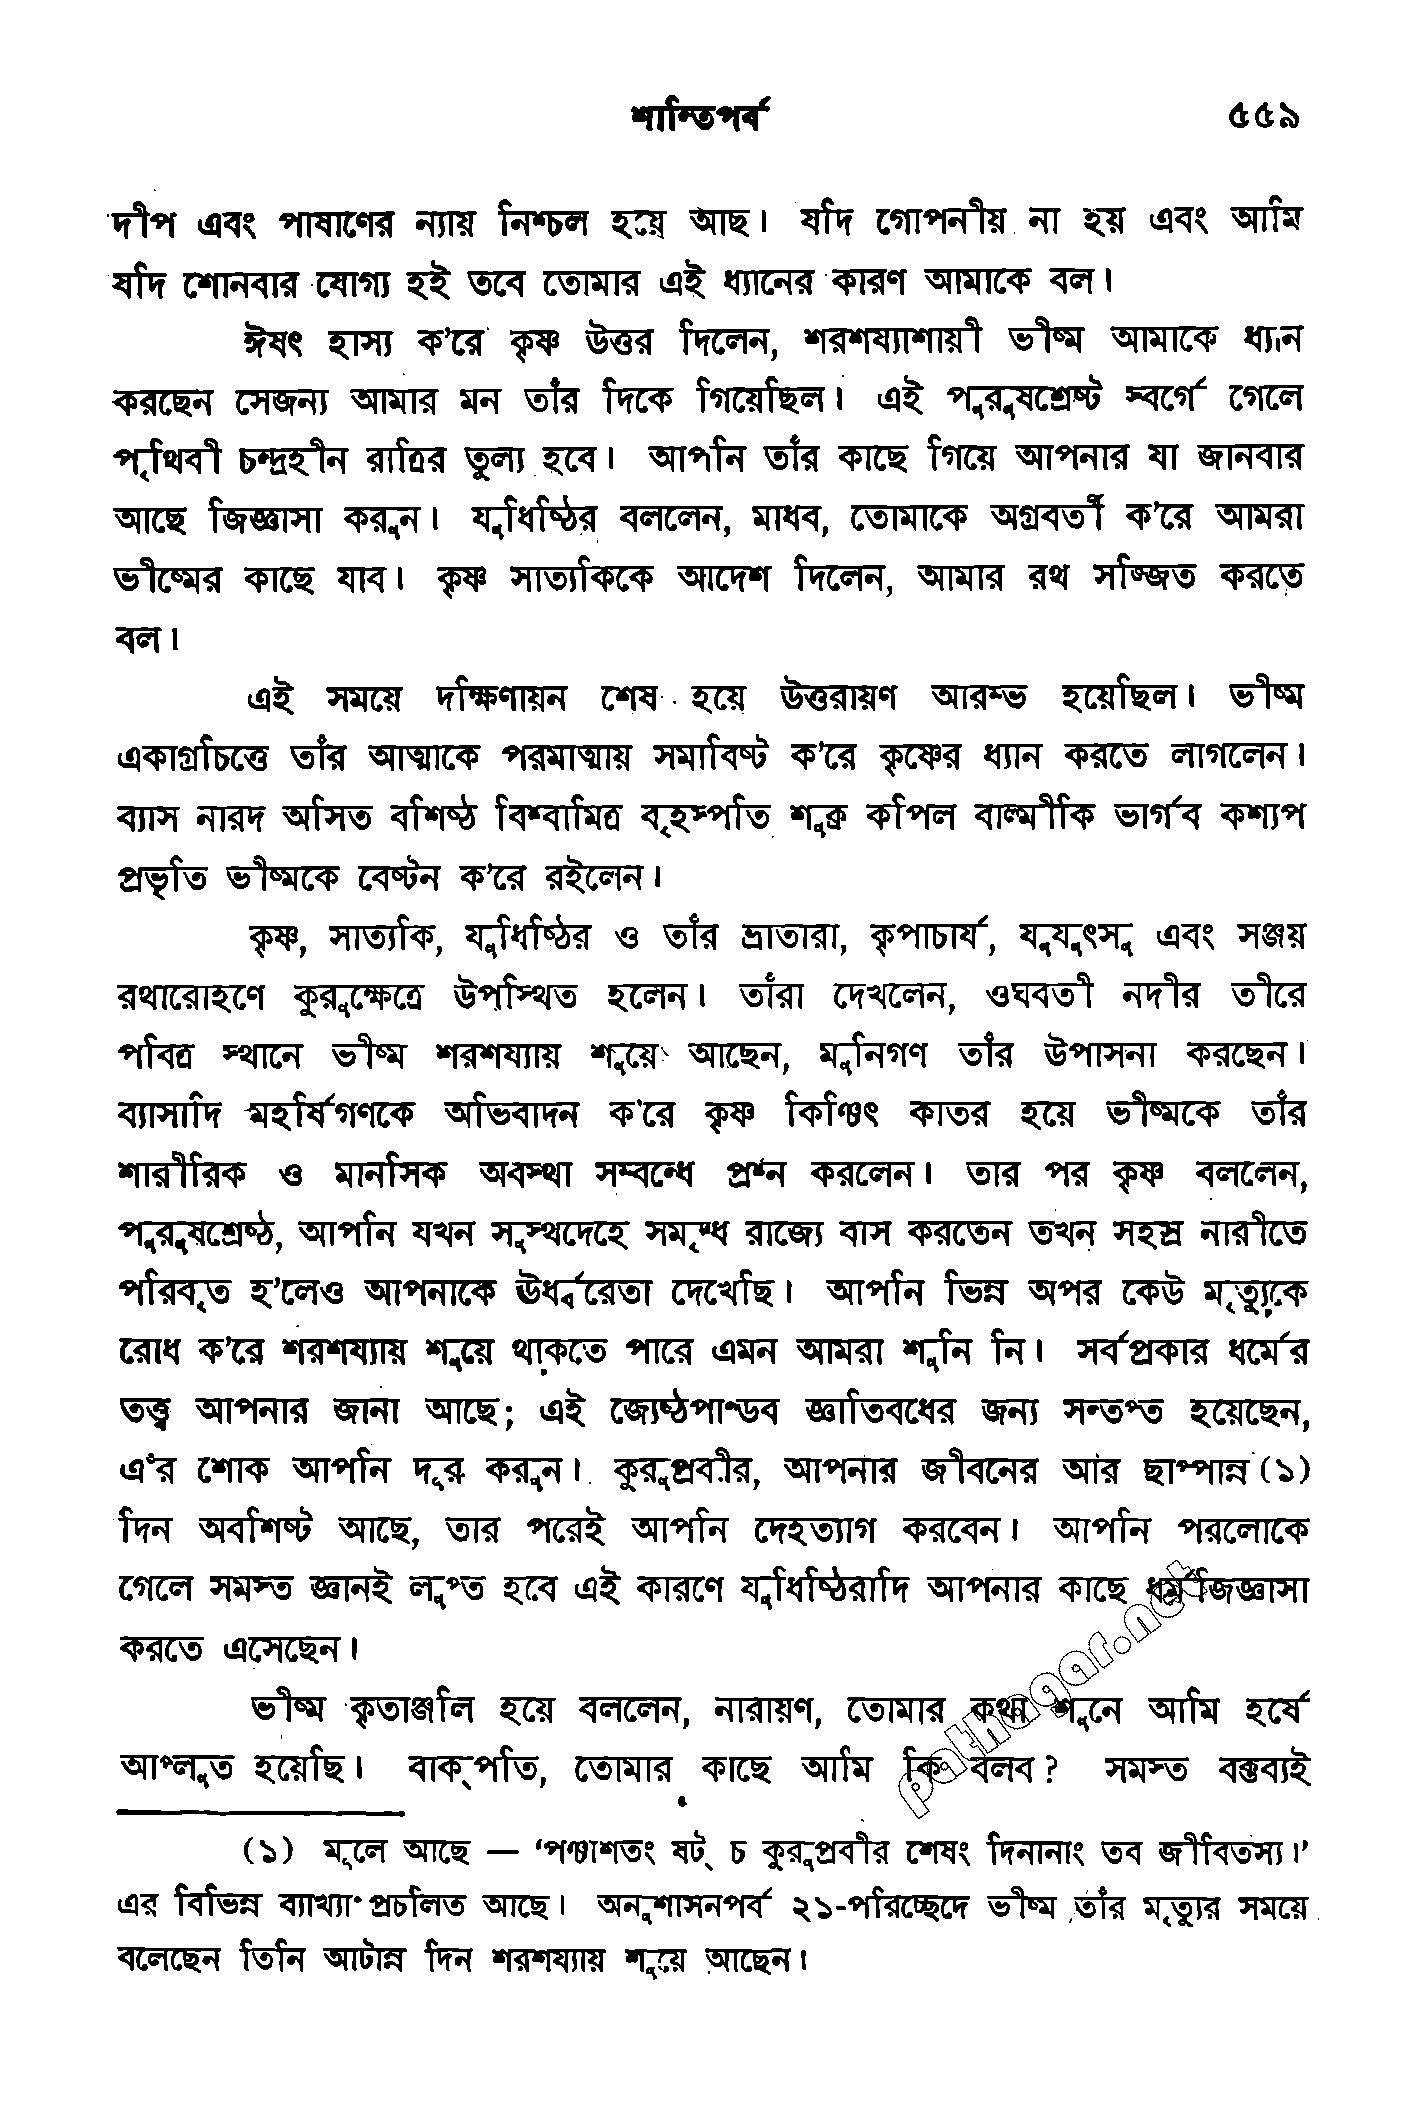 শান্তিপর্ব ৫৫৯
দীপ এবং পাষাণের ন্যায় নিশ্চল হয়ে আছ। যদি গোপনীয় না হয় এবং আমি
যদি শোনবার যোগ্য হই তবে তোমার এই ধ্যানের কারণ আমাকে বল।
ঈষৎ হাস্য ক’রে কৃষ্ণ উত্তর দিলেন, শরশয্যাশায়ী ভীষ্ম আমাকে ধ্যান
করছেন সেজন্য আমার মন তাঁর দিকে গিয়েছিল। এই পুরুষশ্রেষ্ট স্বর্গে গেলে
পৃথিবী চন্দ্রহীন রাত্রির তুল্য হবে। আপনি তাঁর কাছে গিয়ে আপনার যা জানবার
আছে জিজ্ঞাসা করুন। যুধিষ্ঠির বললেন, মাধব, তোমাকে অগ্রবর্তী ক’রে আমরা
ভীষ্মের কাছে যাব। কৃষ্ণ সাত্যকিকে আদেশ দিলেন, আমার রথ সজ্জিত করতে
বল।
এই সময়ে দক্ষিণায়ন শেষ হয়ে উত্তরায়ণ আরম্ভ হয়েছিল। ভীষ্ম
একাগ্রচিত্তে তাঁর আত্মাকে পরমাত্মায় সমাবিষ্ট ক’রে কৃষ্ণের ধ্যান করতে লাগলেন।
ব্যাস নারদ অসিত বশিষ্ঠ বিশ্বামিত্র বৃহস্পতি শুক্র কপিল বাল্মীকি ভার্গব কশ্যপ
প্রভৃতি ভীষ্মকে বেষ্টন ক’রে রইলেন।
কৃষ্ণ, সাত্যকি, যুধিষ্ঠির ও তাঁর ভ্রাতারা, কৃপাচার্য, যুযুৎসু এবং সঞ্জয়
রথারোহণে কুরুক্ষেত্রে উপস্থিত হলেন। তাঁরা দেখলেন, ওঘবতী নদীর তীরে
পবিত্র স্থানে ভীষ্ম শরশয্যায় শুয়ে আছেন, মুনিগণ তাঁর উপাসনা করছেন।
ব্যাসাদি মহর্ষিগণকে অভিবাদন ক’রে কৃষ্ণ কিঞ্চিৎ কাতর হয়ে ভীষ্মকে তাঁর
শারীরিক ও মানসিক অবস্থা সম্বন্ধে প্রশ্ন করলেন। তার পর কৃষ্ণ বললেন,
পুরুষশ্রেষ্ঠ, আপনি যখন সুস্থদেহে সমৃদ্ধ রাজ্যে বাস করতেন তখন সহস্র নারীতে
পরিবৃত হ’লেও আপনাকে ঊর্ধ্বরেতা দেখেছি। আপনি ভিন্ন অপর কেউ মৃত্যুকে
রোধ ক’রে শরশয্যায় শুয়ে থাকতে পারে এমন আমরা শুনি নি। সর্বপ্রকার ধর্মের
তত্ত্ব আপনার জানা আছে; এই জ্যেষ্ঠপাণ্ডব জ্ঞাতিবধের জন্য সন্তপ্ত হয়েছেন,
এঁর শোক আপনি দূর করুন। কুরুপ্রবীর, আপনার জীবনের আর ছাপ্পান্ন (১)
দিন অবশিষ্ট আছে, তার পরেই আপনি দেহত্যাগ করবেন। আপনি পরলোকে
গেলে সমস্ত জ্ঞানই লুপ্ত হবে এই কারণে যুধিষ্ঠিরাদি আপনার কাছে ধর্মজিজ্ঞাসা
করতে এসেছেন।
ভীষ্ম কৃতাঞ্জলি হয়ে বললেন, নারায়ণ, তোমার কথা শুনে আমি হর্ষে
আপ্লুত হয়েছি। বাক্‌পতি, তোমার কাছে আমি কি বলব? সমস্ত বক্তব্যই
(১) মূলে আছে — ‘পঞ্চাশতং ষট্ চ কুরুপ্রবীর শেষং দিনানাং তব জীবিতস্য।’
এর বিভিন্ন ব্যাখ্যা প্রচলিত আছে। অনুশাসনপর্ব ২১-পরিচ্ছেদে ভীষ্ম তাঁর মৃত্যুর সময়ে
বলেছেন তিনি আটান্ন দিন শরশয্যায় শুয়ে আছেন।
pathagar.net